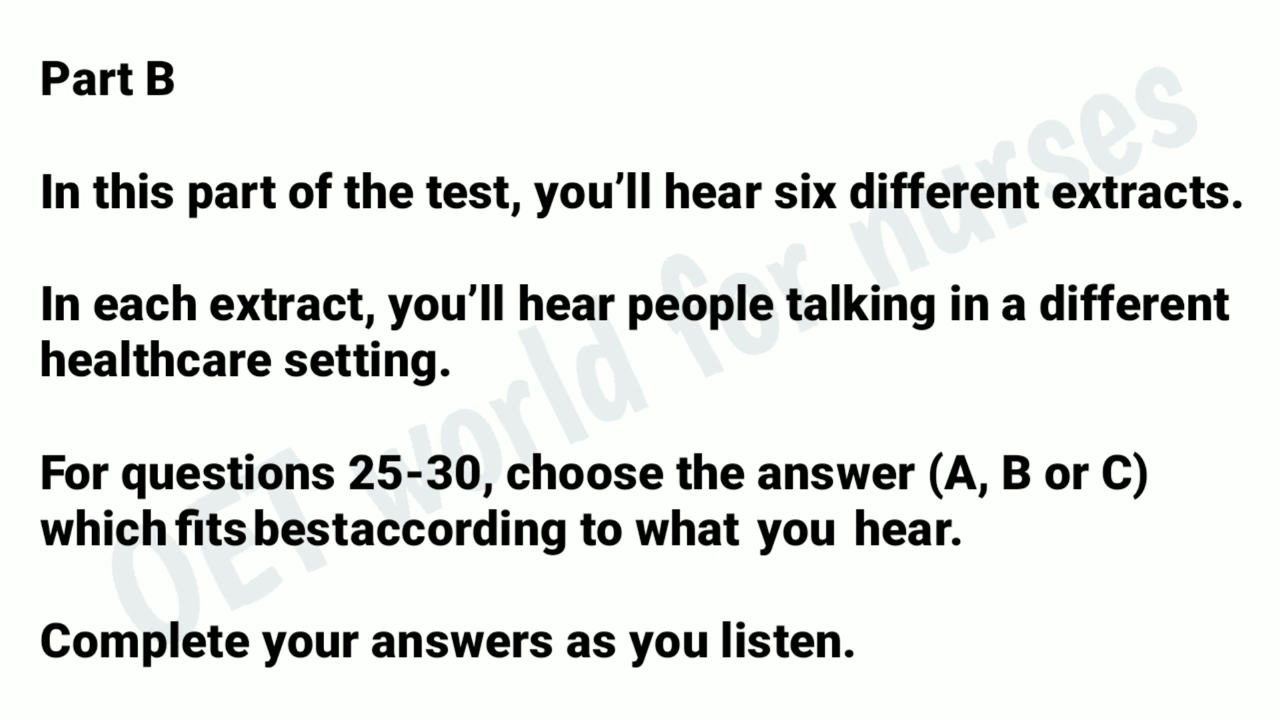 Part B
In this part of the test, you’ll hear six different extracts.
In each extract, you’ll hear people talking in a different
healthcare setting.
For questions 25-30, choose the answer (A, B or C)
which fits bestaccording to what you hear.
Complete your answers as you listen.
OET world for nurses